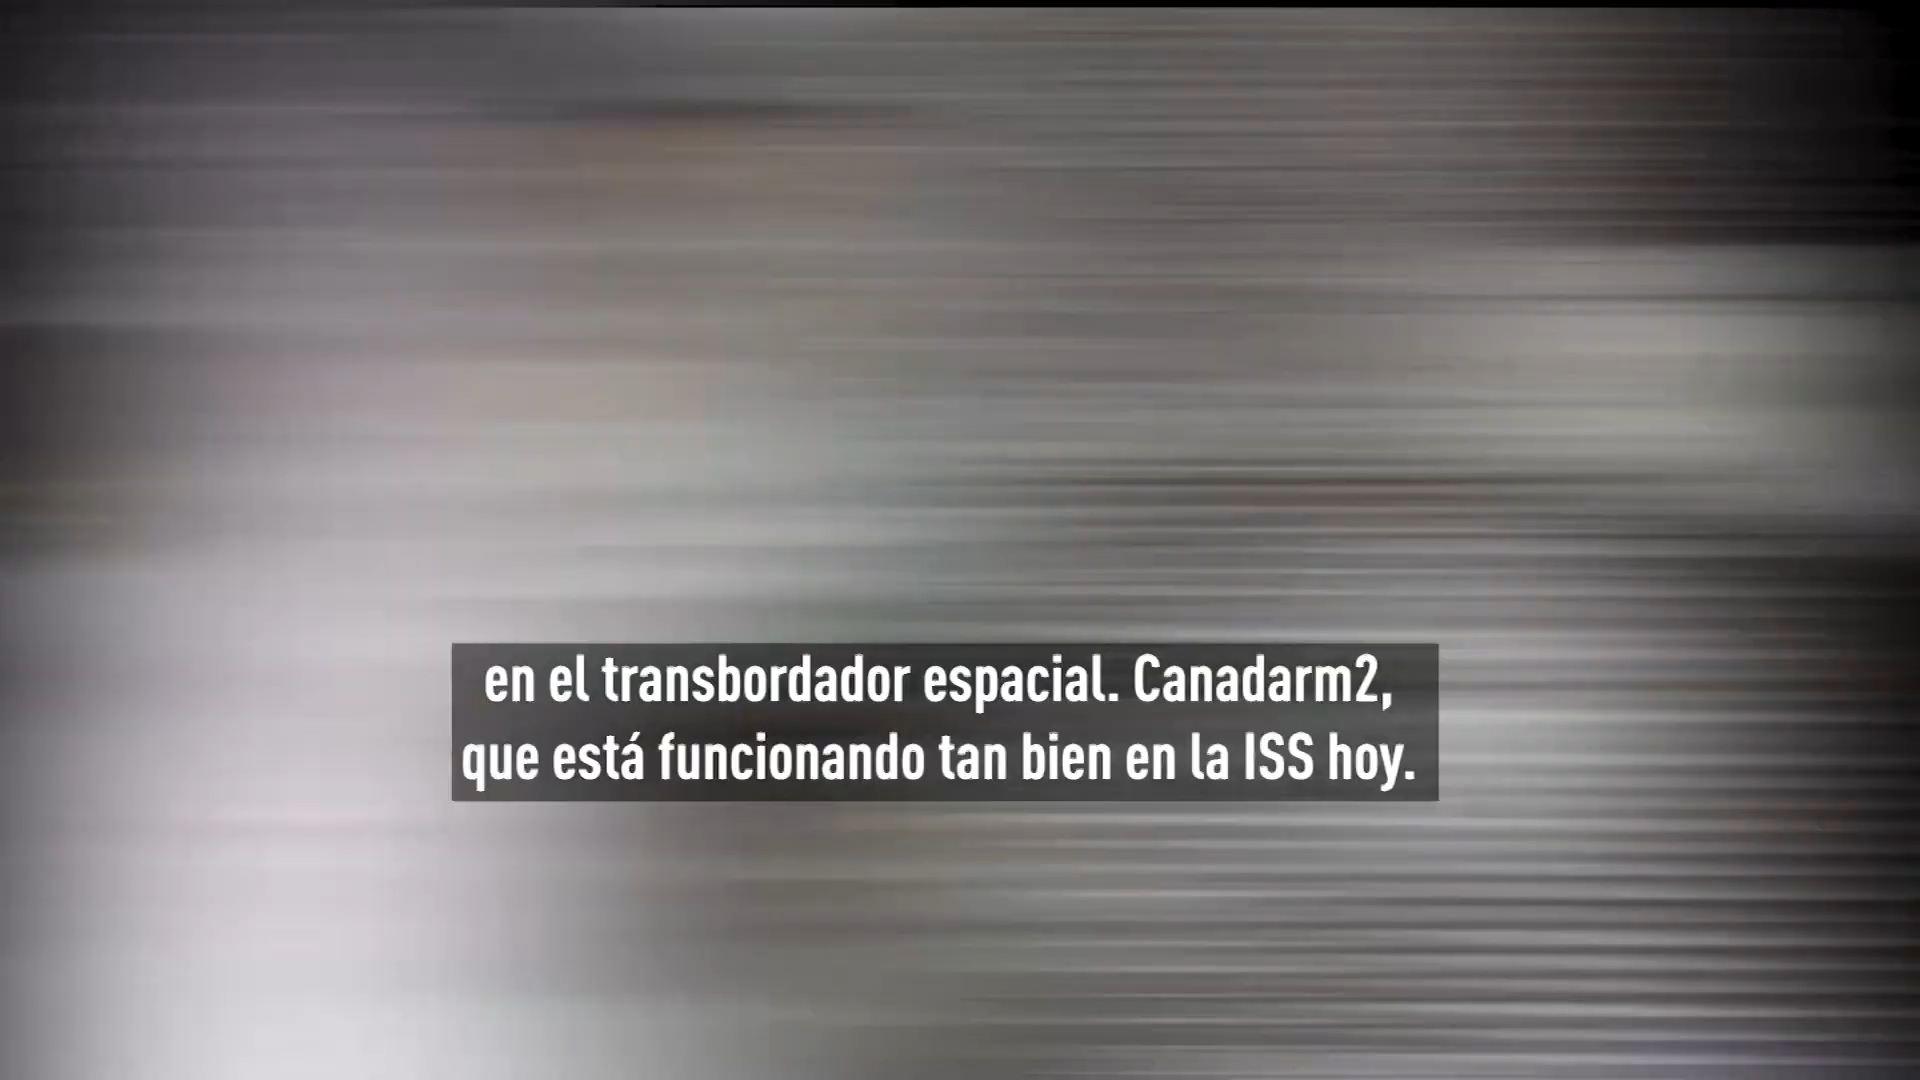 en el transbordador espacial. Canadarm2,
que está funcionando tan bien en la ISS hoy.